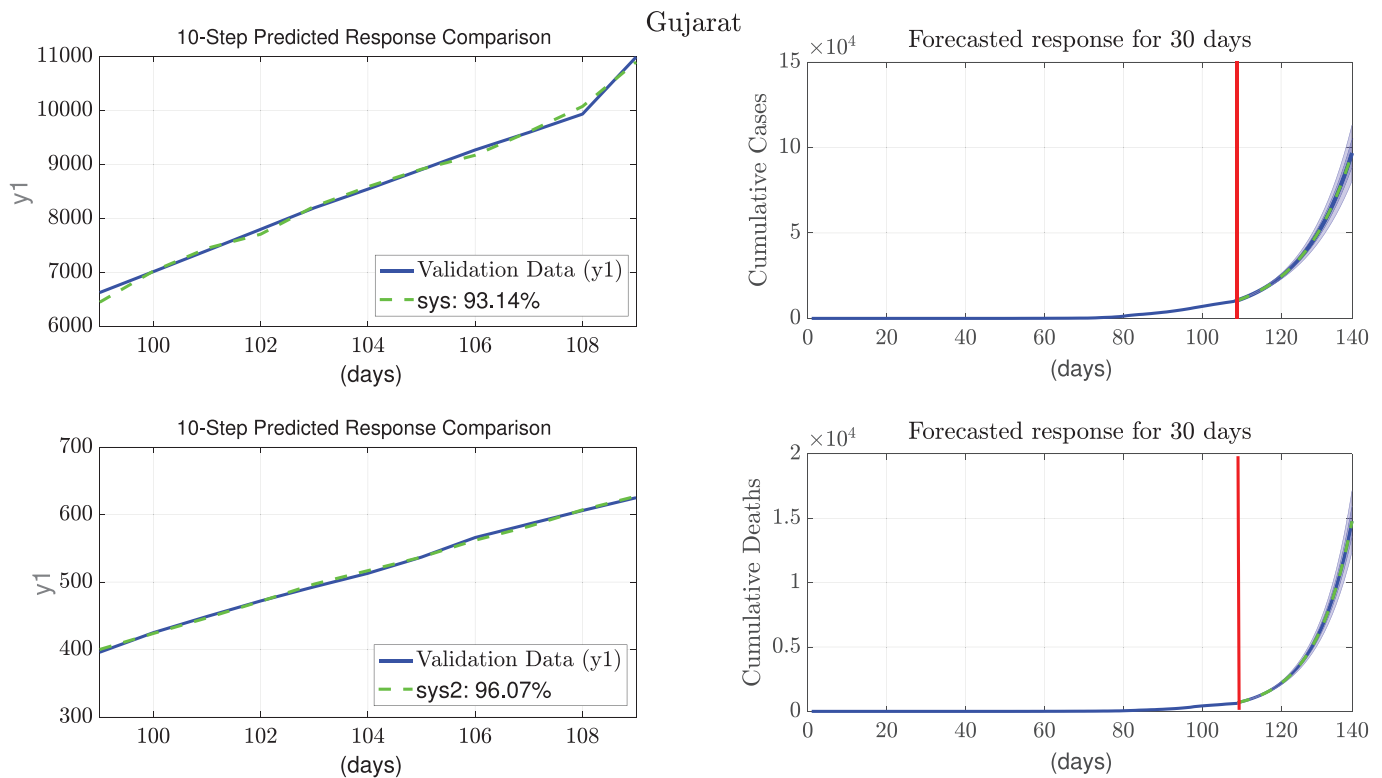 Gujarat
10-Step Predicted Response Comparison
11000
10000
9000
8000
7000
6000
y1
Validation Data (y1)
sys: 93.14%
100 102 104 106 108
(days)
Forecasted response for 30 days
×10⁴
15
10
5
0
Cumulative Cases
0 20 40 60 80 100 120 140
(days)
10-Step Predicted Response Comparison
700
600
500
400
300
y1
Validation Data (y1)
sys2: 96.07%
100 102 104 106 108
(days)
Forecasted response for 30 days
×10⁴
2
1.5
1
0.5
0
Cumulative Deaths
0 20 40 60 80 100 120 140
(days)